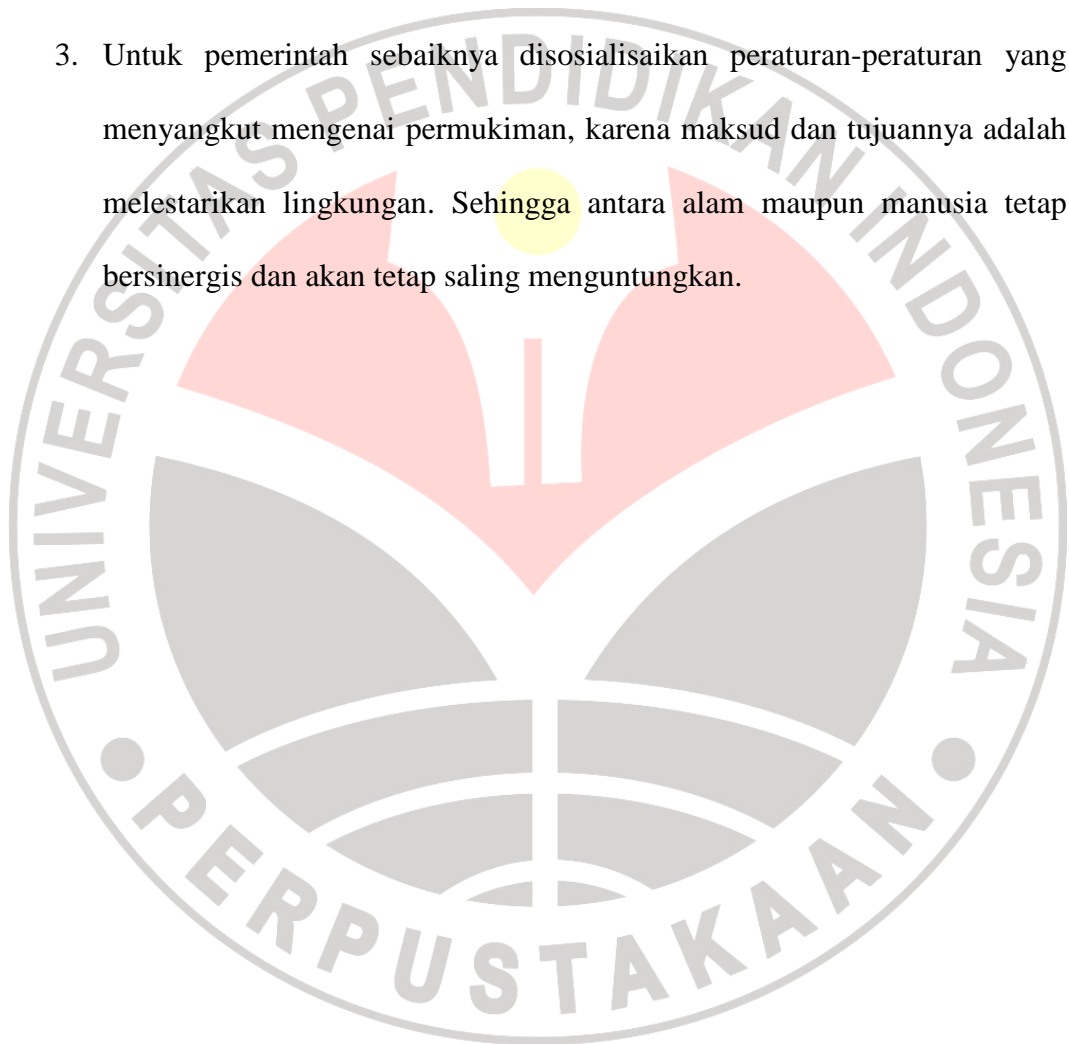 3. Untuk pemerintah sebaiknya disosialisaikan peraturan-peraturan yang
menyangkut mengenai permukiman, karena maksud dan tujuannya adalah
melestarikan lingkungan. Sehingga antara alam maupun manusia tetap
bersinergis dan akan tetap saling menguntungkan.
UNIVERSITAS PENDIDIKAN INDONESIA
PERPUSTAKAAN